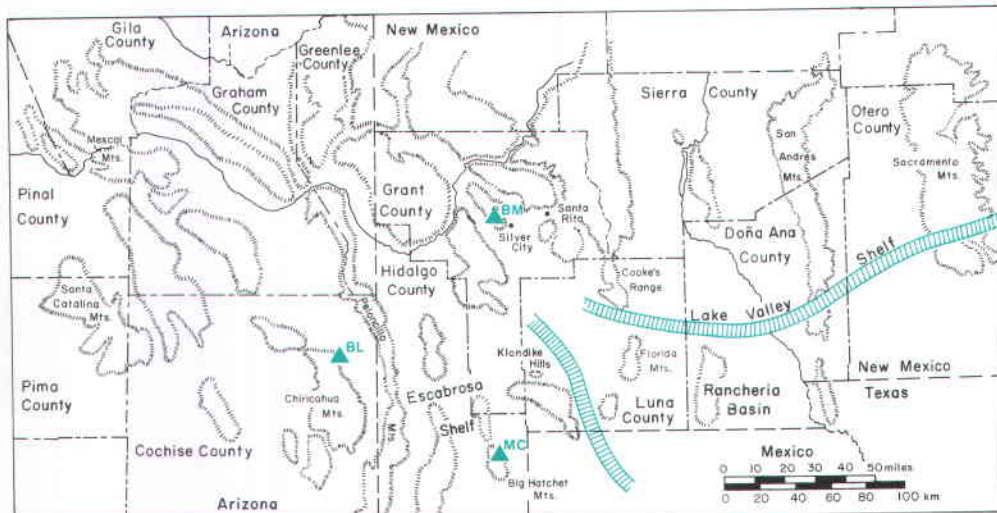 Gila
County
Arizona
Greenlee
County
New Mexico
Graham
County
Sierra County
Otero
County
San
Andres
Mts.
Sacramento
Mts.
Mescal
Mts.
Pinal
County
Grant
County
BM
Santa
Rita
Silver
City
Doña Ana
County
Shelf
Hidalgo
County
Cooke's
Range
Santa
Catalina
Mts.
Peloncillo
Mts.
Lake Valley
BL
Klondike
Hills
Florida
Mts.
New Mexico
Texas
Pima
County
Chiricahua
Mts.
Escabrosa
Shelf
Luna
County
Rancheria
Basin
Cochise County
MC
Big Hatchet
Mts.
Mexico
Arizona
0 10 20 30 40 50 miles
0 20 40 60 80 100 km